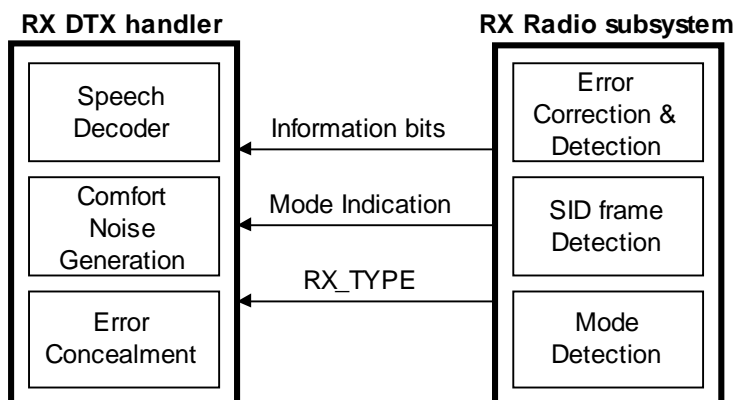 RX DTX handler
RX Radio subsystem
Speech
Decoder
Comfort
Noise
Generation
Error
Concealment
Information bits
Mode Indication
RX_TYPE
Error
Correction &
Detection
SID frame
Detection
Mode
Detection